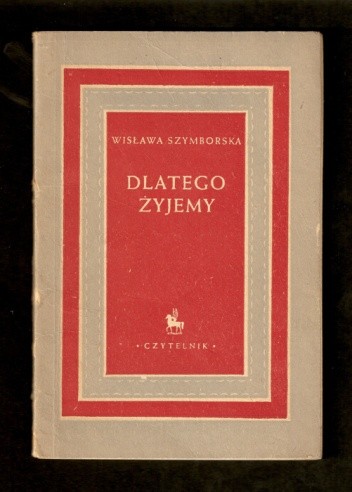 WISŁAWA SZYMBORSKA
DLATEGO
ŻYJEMY
• CZYTELNIK •